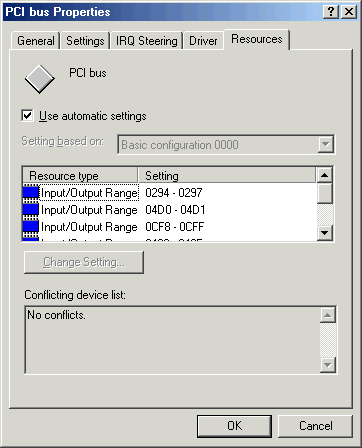 PCI bus Properties
General Settings IRQ Steering Driver Resources
PCI bus
Use automatic settings
Setting based on: Basic configuration 0000
Resource type Setting
Input/Output Range 0294 - 0297
Input/Output Range 04D0 - 04D1
Input/Output Range 0CF8 - 0CFF
Change Setting...
Conflicting device list:
No conflicts.
OK Cancel